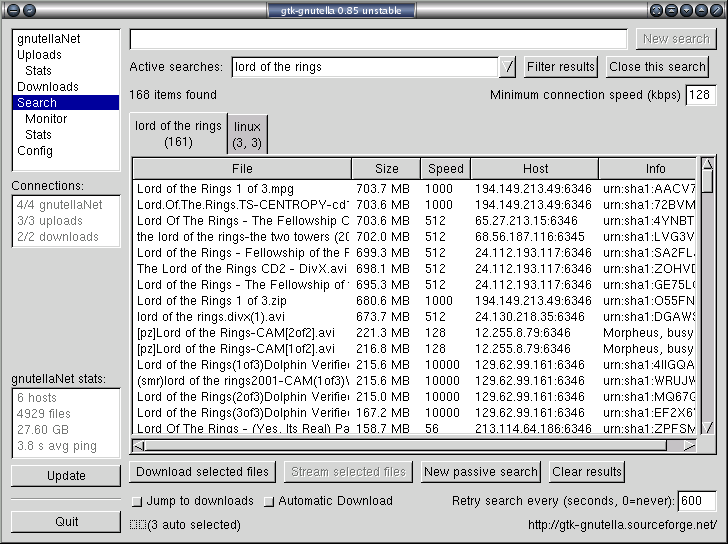 gtk-gnutella 0.85 unstable
gnutellaNet
Uploads
Stats
Downloads
Search
Monitor
Stats
Config
New search
Active searches: lord of the rings Filter results Close this search
168 items found Minimum connection speed (kbps) 128
lord of the rings (161)
linux (3, 3)
File Size Speed Host Info
Lord of the Rings 1 of 3.mpg 703.7 MB 1000 194.149.213.49:6346 urn:sha1:AACV7
Lord.Of.The.Rings.TS-CENTROPY-cd1 703.6 MB 1000 194.149.213.49:6346 urn:sha1:72BVM
Lord Of The Rings - The Fellowship C 703.6 MB 512 65.27.213.15:6346 urn:sha1:4YNBT
the lord of the rings-the two towers (20 702.0 MB 512 68.56.187.116:6345 urn:sha1:LVG3V
Lord of the Rings - Fellowship of the F 699.3 MB 512 24.112.193.117:6346 urn:sha1:SA2FL
The Lord of the Rings CD2 - DivX.avi 698.1 MB 512 24.112.193.117:6346 urn:sha1:ZOHV
Lord of the Rings - The Fellowship of 695.3 MB 512 24.112.193.117:6346 urn:sha1:GE75L
Lord of the Rings 1 of 3.zip 680.6 MB 1000 194.149.213.49:6346 urn:sha1:O55FN
lord of the rings.divx(1).avi 673.7 MB 512 24.130.218.35:6346 urn:sha1:DGAW
[pz]Lord of the Rings-CAM[2of2].avi 221.3 MB 128 12.255.8.79:6346 Morpheus, busy
[pz]Lord of the Rings-CAM[1of2].avi 216.8 MB 128 12.255.8.79:6346 Morpheus, busy
Lord of the Rings(1of3)Dolphin Verifie 215.6 MB 10000 129.62.99.161:6346 urn:sha1:4IIGQA
(smr)lord of the rings2001-CAM(1of3) 215.6 MB 10000 129.62.99.161:6346 urn:sha1:WRUJW
Lord of the Rings(2of3)Dolphin Verifie 215.0 MB 10000 129.62.99.161:6346 urn:sha1:MQ67G
Lord of the Rings(3of3)Dolphin Verifie 167.2 MB 10000 129.62.99.161:6346 urn:sha1:EF2X6
Lord Of The Rings - (Yes, Its Real) Pa 158.7 MB 56 213.114.64.186:6346 urn:sha1:ZPFSM
Connections:
4/4 gnutellaNet
3/3 uploads
2/2 downloads
gnutellaNet stats:
6 hosts
4929 files
27.60 GB
3.8 s avg ping
Update
Quit
Download selected files Stream selected files New passive search Clear results
Jump to downloads Automatic Download Retry search every (seconds, 0=never): 600
(3 auto selected) http://gtk-gnutella.sourceforge.net/